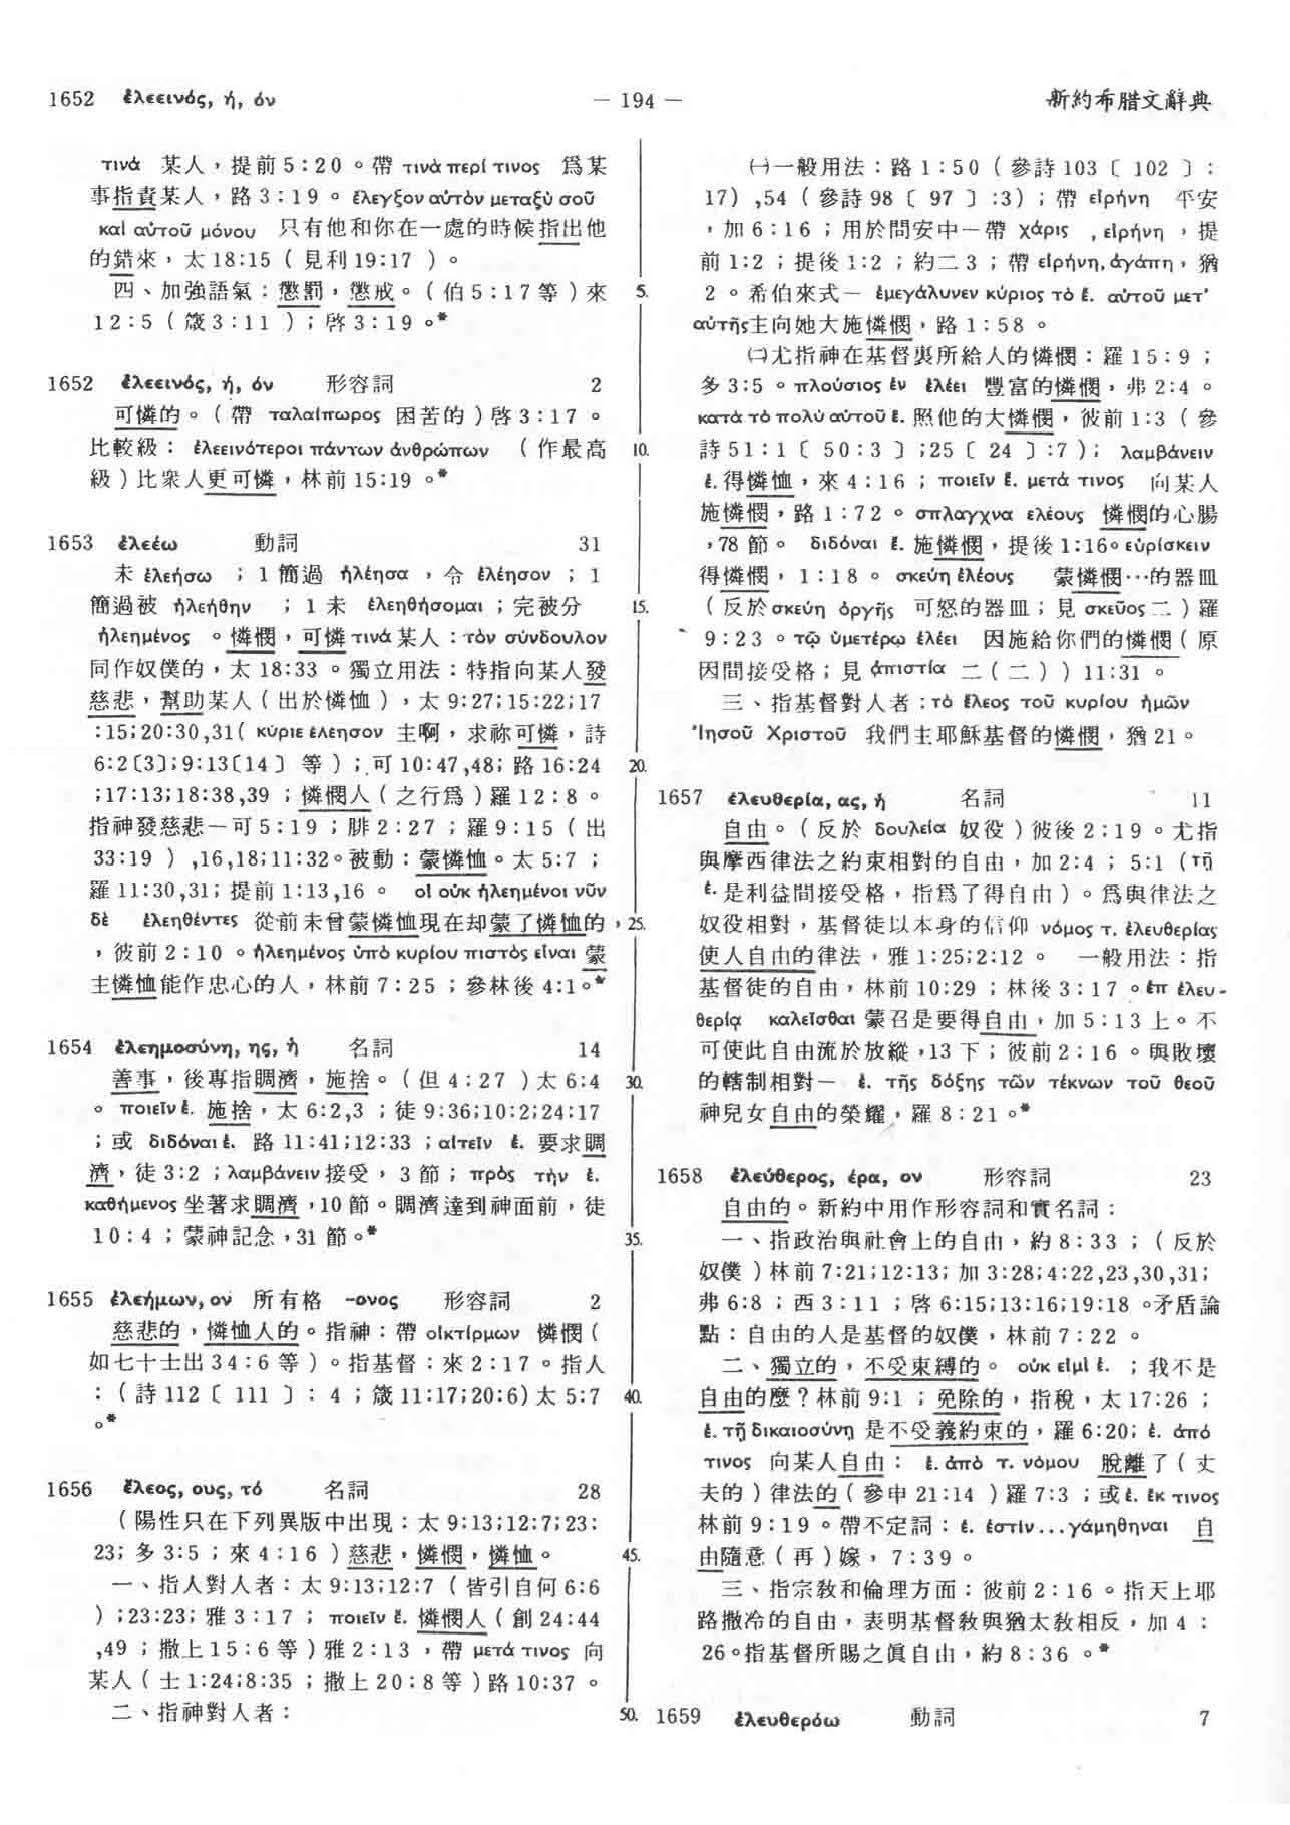 1652 ἐλεεινός, ή, όν
— 194 —
新約希腊文辭典
τινά 某人，提前5：20。帶 τινὰ περί τινος 爲某
事指責某人，路3：19。ἔλεγξον αὐτὸν μεταξὺ σοῦ
καὶ αὐτοῦ μόνου 只有他和你在一處的時候指出他
的錯來，太18:15（見利19:17 ）。
四、加強語氣：懲罰，懲戒。（伯5：17等）來
12：5（箴3：11 ）；啓3：19。*
1652 ἐλεεινός, ή, όν 形容詞 2
可憐的。（帶 ταλαίπωρος 困苦的）啓3：17。
比較級： ἐλεεινότεροι πάντων ἀνθρώπων （作最高
級）比衆人更可憐，林前15:19 。*
1653 ἐλεέω 動詞 31
未 ἐλεήσω ；1簡過 ἠλέησα ，令 ἐλέησον ；1
簡過被 ἠλεήθην ；1未 ἐλεηθήσομαι；完被分
ἠλεημένος 。憐憫，可憐 τινά 某人：τὸν σύνδουλον
同作奴僕的，太18:33 。獨立用法：特指向某人發
慈悲，幫助某人（出於憐恤），太9:27;15:22;17
:15;20:30,31( κύριε ἐλέησον 主啊，求祢可憐，詩
6:2〔3〕;9:13〔14〕等）；可10:47,48; 路16:24
;17:13;18:38,39 ；憐憫人（之行爲）羅12：8。
指神發慈悲－可5：19；腓2：27；羅9：15（出
33:19 ）,16,18;11:32。被動：蒙憐恤。太5:7 ；
羅11:30,31; 提前1:13,16 。 οἱ οὐκ ἠλεημένοι νῦν
δὲ ἐλεηθέντες 從前未曾蒙憐恤現在却蒙了憐恤的，
，彼前2：10。ἠλεημένος ὑπὸ κυρίου πιστὸς εἶναι 蒙
主憐恤能作忠心的人，林前7：25；參林後4:1。*
1654 ἐλεημοσύνη, ης, ἡ 名詞 14
善事，後專指賙濟，施捨。（但4：27 ）太6:4
。 ποιεῖν ἐ. 施捨，太6:2,3 ；徒9:36;10:2;24:17
；或 διδόναι ἐ. 路11:41;12:33 ；αἰτεῖν ἐ. 要求賙
濟，徒3:2 ；λαμβάνειν 接受，3節；πρὸς τὴν ἐ.
καθήμενος 坐著求賙濟，10節。賙濟達到神面前，徒
10：4；蒙神記念，31節。*
1655 ἐλεήμων, ον 所有格 -ονος 形容詞 2
慈悲的，憐恤人的。指神：帶 οἰκτίρμων 憐憫（
如七十士出34：6等）。指基督：來2：17。指人
：（詩112〔 111 〕：4；箴11:17;20:6) 太5:7
。*
1656 ἔλεος, ους, τό 名詞 28
（陽性只在下列異版中出現：太9:13;12:7;23:
23; 多3:5 ；來4：16）慈悲，憐憫，憐恤。
一、指人對人者：太9:13;12:7（皆引自何6:6
）;23:23; 雅3：17； ποιεῖν ἔ. 憐憫人（創24:44
,49 ；撒上15：6等）雅2：13，帶 μετά τινος 向
某人（士1:24;8:35 ；撒上20：8等）路10:37 。
二、指神對人者：
5.
10.
15.
20.
25.
30.
35.
40.
45.
50.
㈠一般用法：路1：50（參詩103〔 102 〕：
17）,54（參詩98〔 97 〕:3）；帶 εἰρήνη 平安
，加6：16；用於問安中－帶 χάρις , εἰρήνη ，提
前1:2 ；提後1:2 ；約二3；帶 εἰρήνη, ἀγάπη，猶
2。希伯來式－ ἐμεγάλυνεν κύριος τὸ ἔ. αὐτοῦ μετ'
αὐτῆς 主向她大施憐憫，路1：58。
㈡尤指神在基督裏所給人的憐憫：羅15：9；
多3:5 。πλούσιος ἐν ἐλέει 豐富的憐憫，弗2:4 。
κατὰ τὸ πολὺ αὐτοῦ ἔ. 照他的大憐憫，彼前1:3（參
詩51：1〔 50：3 〕;25〔 24 〕:7）；λαμβάνειν
ἔ. 得憐恤，來4：16；ποιεῖν ἔ. μετά τινος 向某人
施憐憫，路1：72。σπλαγχνα ελέους 憐憫的心腸
，78節。 διδόναι ἔ. 施憐憫，提後1:16。εὑρίσκειν
得憐憫，1：18。σκεύη ἐλέους 蒙憐憫…的器皿
（反於σκεύη ὀργῆς 可怒的器皿；見 σκεῦος 二）羅
9：23。τῷ ὑμετέρῳ ἐλέει 因施給你們的憐憫（原
因間接受格；見 ἀπιστία 二（二））11:31 。
三、指基督對人者：τὸ ἔλεος τοῦ κυρίου ἡμῶν
Ἰησοῦ Χριστοῦ 我們主耶穌基督的憐憫，猶21。
1657 ἐλευθερία, ας, ἡ 名詞 11
自由。（反於 δουλεία 奴役）彼後2：19。尤指
與摩西律法之約束相對的自由，加2:4 ；5:1（τῇ
ἐ. 是利益間接受格，指爲了得自由）。爲與律法之
奴役相對，基督徒以本身的信仰 νόμος τ. ἐλευθερίας
使人自由的律法，雅1:25;2:12 。 一般用法：指
基督徒的自由，林前10:29 ；林後3：17。ἐπ ἐλευ-
θερίᾳ καλεῖσθαι 蒙召是要得自由，加5：13上。不
可使此自由流於放縱，13下；彼前2：16。與敗壞
的轄制相對－ ἐ. τῆς δόξης τῶν τέκνων τοῦ θεοῦ
神兒女自由的榮耀，羅8：21。*
1658 ἐλεύθερος, έρα, ον 形容詞 23
自由的。新約中用作形容詞和實名詞：
一、指政治與社會上的自由，約8：33；（反於
奴僕）林前7:21;12:13; 加3:28;4:22,23,30,31;
弗6:8 ；西3：11；啓6:15;13:16;19:18 。矛盾論
點：自由的人是基督的奴僕，林前7：22。
二、獨立的，不受束縛的。 οὐκ εἰμὶ ἐ. ；我不是
自由的麼？林前9:1 ；免除的，指稅，太17:26 ；
ἐ. τῇ δικαιοσύνῃ 是不受義約束的，羅6:20; ἐ. ἀπό
τινος 向某人自由： ἐ. ἀπὸ τ. νόμου 脫離了（丈
夫的）律法的（參申21:14 ）羅7:3 ；或ἐ. ἐκ τινος
林前9：19。帶不定詞：ἐ. ἐστίν...γάμηθηναι 自
由隨意（再）嫁，7：39。
三、指宗敎和倫理方面：彼前2：16。指天上耶
路撒冷的自由，表明基督敎與猶太敎相反，加4：
26。指基督所賜之眞自由，約8：36。*
1659 ἐλευθερόω 動詞 7